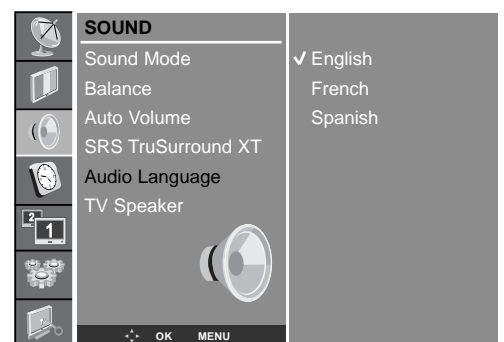 SOUND
Sound Mode
Balance
Auto Volume
SRS TruSurround XT
Audio Language
TV Speaker
✓ English
French
Spanish
2
1
OK MENU